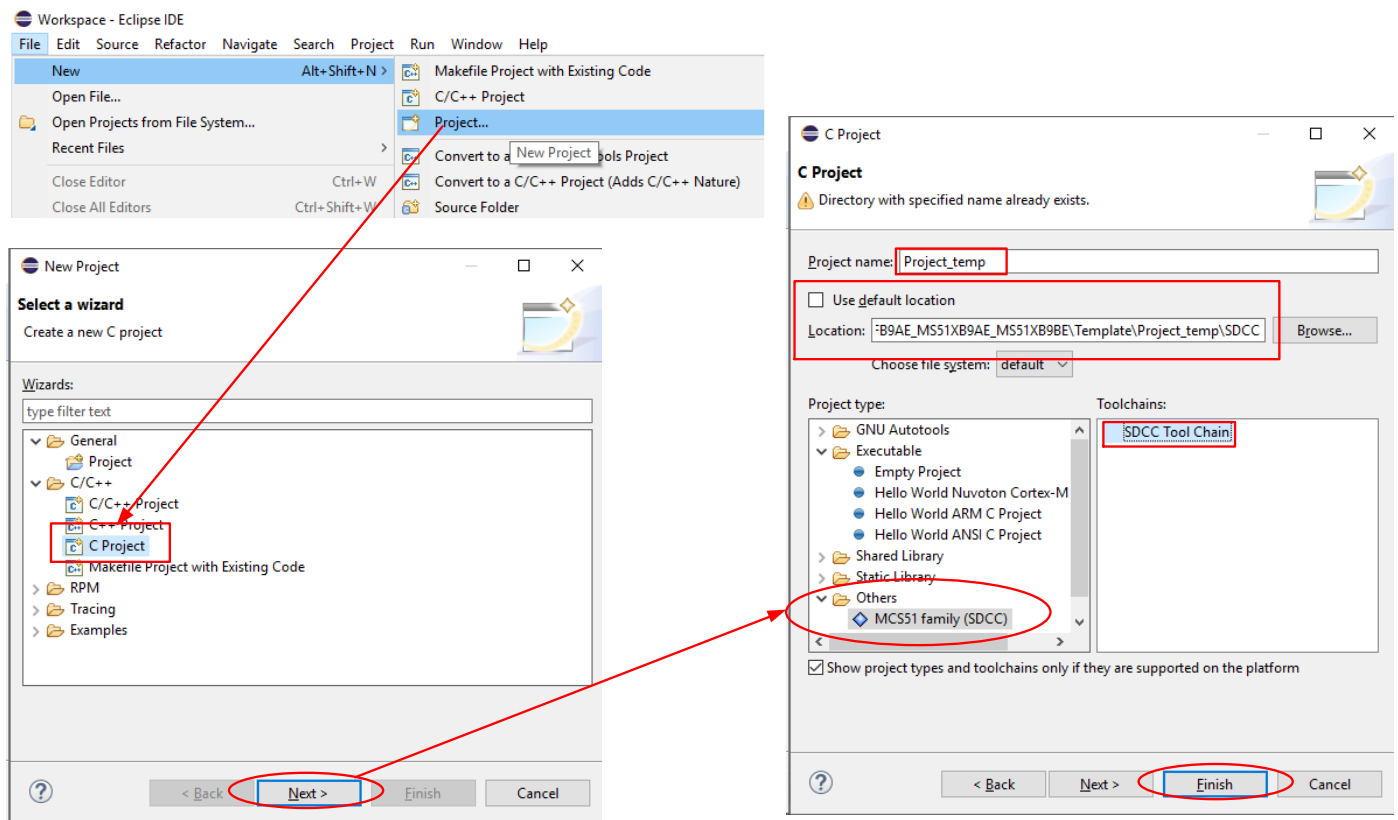 Workspace - Eclipse IDE
File Edit Source Refactor Navigate Search Project Run Window Help
New Alt+Shift+N >
Open File...
Open Projects from File System...
Recent Files >
Close Editor Ctrl+W
Close All Editors Ctrl+Shift+W
Makefile Project with Existing Code
C/C++ Project
Project...
New Project
Convert to a ols Project
Convert to a C/C++ Project (Adds C/C++ Nature)
Source Folder
New Project
Select a wizard
Create a new C project
Wizards:
type filter text
General
Project
C/C++
C/C++ Project
C++ Project
C Project
Makefile Project with Existing Code
RPM
Tracing
Examples
< Back Next > Finish Cancel
C Project
C Project
Directory with specified name already exists.
Project name: Project_temp
Use default location
Location: FB9AE_MS51XB9AE_MS51XB9BE\Template\Project_temp\SDCC Browse...
Choose file system: default
Project type: Toolchains:
GNU Autotools
Executable
Empty Project
Hello World Nuvoton Cortex-M
Hello World ARM C Project
Hello World ANSI C Project
Shared Library
Static Library
Others
MCS51 family (SDCC)
SDCC Tool Chain
Show project types and toolchains only if they are supported on the platform
< Back Next > Finish Cancel